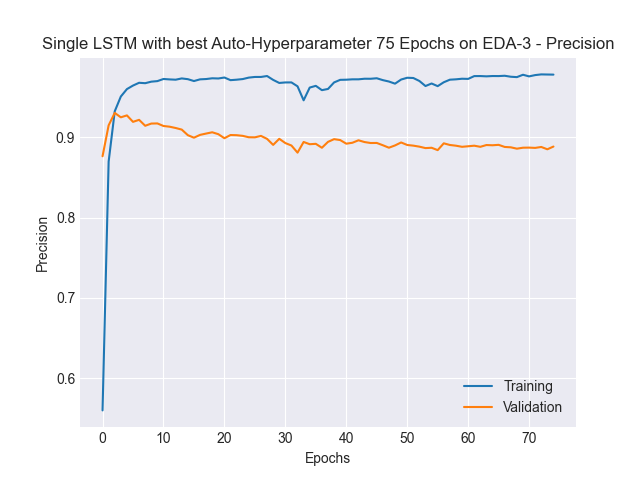 Single LSTM with best Auto-Hyperparameter 75 Epochs on EDA-3 - Precision
Precision
0.9
0.8
0.7
0.6
0
10
20
30
40
50
60
70
Epochs
Training
Validation